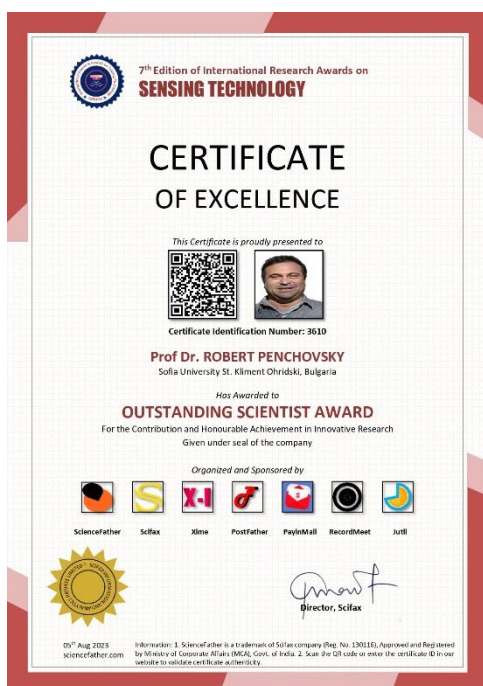 7th Edition of International Research Awards on
SENSING TECHNOLOGY
CERTIFICATE
OF EXCELLENCE
This Certificate is proudly presented to
Certificate Identification Number: 3610
Prof Dr. ROBERT PENCHOVSKY
Sofia University St. Kliment Ohridski, Bulgaria
Has Awarded to
OUTSTANDING SCIENTIST AWARD
For the Contribution and Honourable Achievement in Innovative Research
Given under seal of the company
Organized and Sponsored by
X-I
ScienceFather Scifax Xime PostFather PayinMall RecordMeet Jutli
Director, Scifax
05th Aug 2023
sciencefather.com
Information: 1. ScienceFather is a trademark of Scifax company (Reg. No. 130116), Approved and Registered
by Ministry of Corporate Affairs (MCA), Govt. of India. 2. Scan the QR code or enter the certificate ID in our
website to validate certificate authenticity.